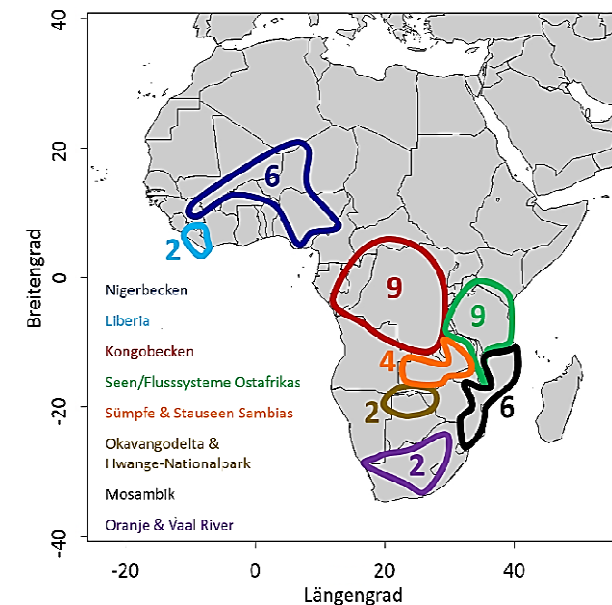 40
20
0
-20
-40
Breitengrad
6
2
9
9
4
2
6
2
Nigerbecken
Liberia
Kongobecken
Seen/Flusssysteme Ostafrikas
Sümpfe & Stauseen Sambias
Okavangodelta &
Hwange-Nationalpark
Mosambik
Oranje & Vaal River
-20
0
20
40
Längengrad